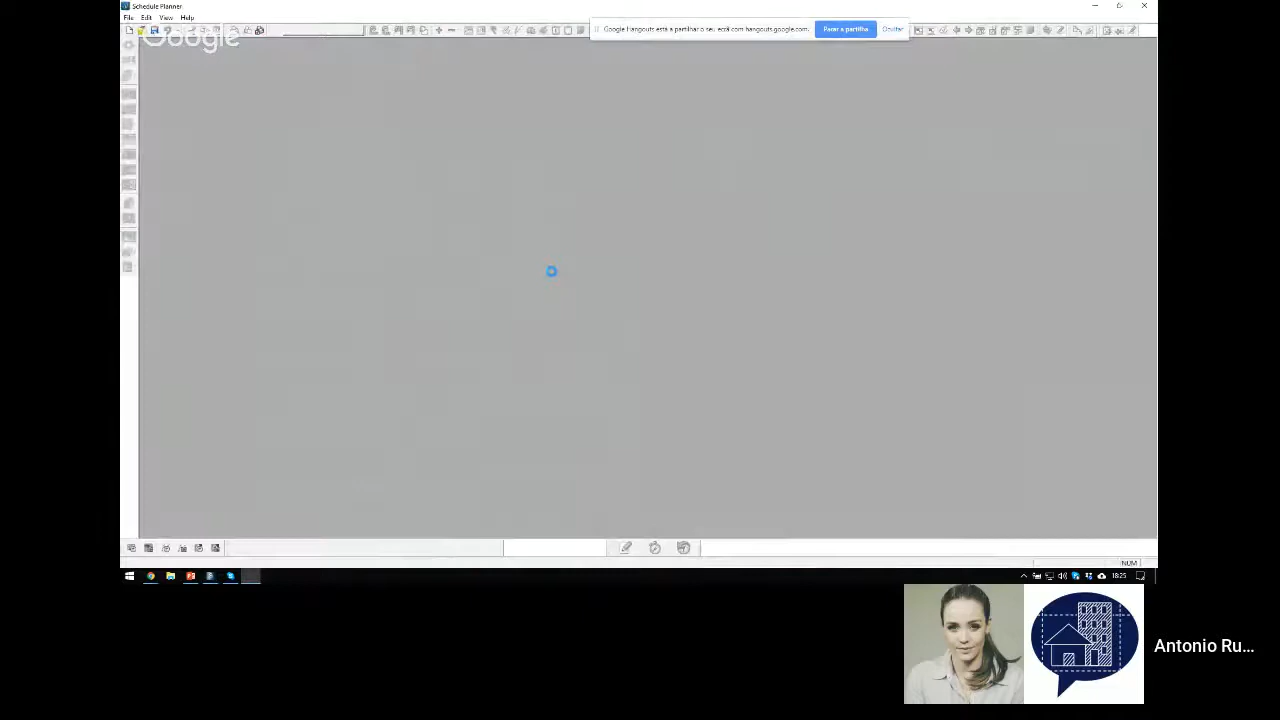 Schedule Planner
File Edit View Help
Google
Google Hangouts está a partilhar o seu ecrã com hangouts.google.com.
Parar a partilha
Ocultar
NUM
18:25
Antonio Ru...